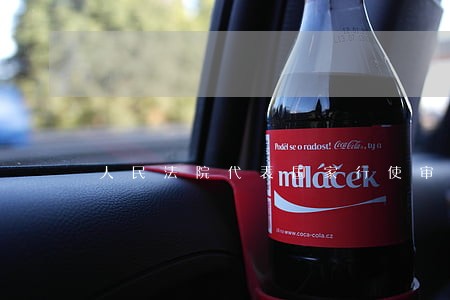 Poděl se o radost! Coca-Cola, ty a
人民法院代表国家行使审
miláček
www.coca-cola.cz